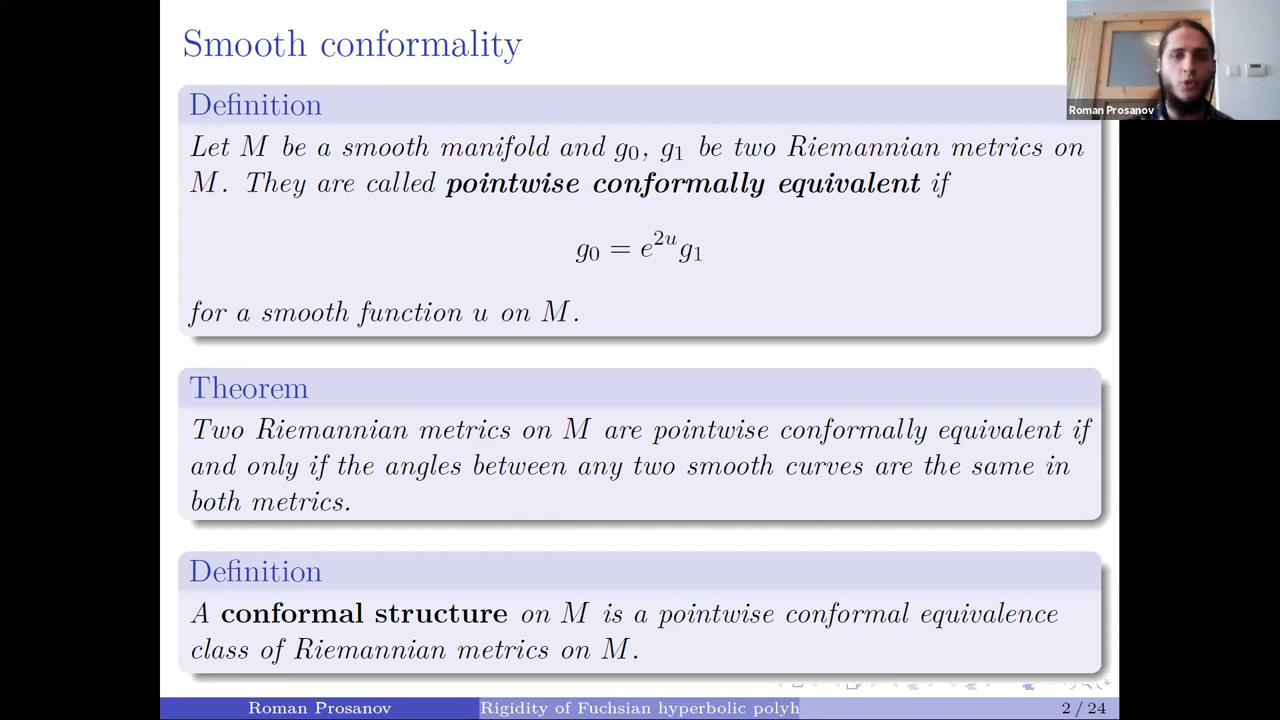 Smooth conformality
Definition
Let M be a smooth manifold and g₀, g₁ be two Riemannian metrics on
M. They are called pointwise conformally equivalent if
g₀ = e²ᵘg₁
for a smooth function u on M.
Theorem
Two Riemannian metrics on M are pointwise conformally equivalent if
and only if the angles between any two smooth curves are the same in
both metrics.
Definition
A conformal structure on M is a pointwise conformal equivalence
class of Riemannian metrics on M.
Roman Prosanov
Roman Prosanov
Rigidity of Fuchsian hyperbolic polyh
2 / 24